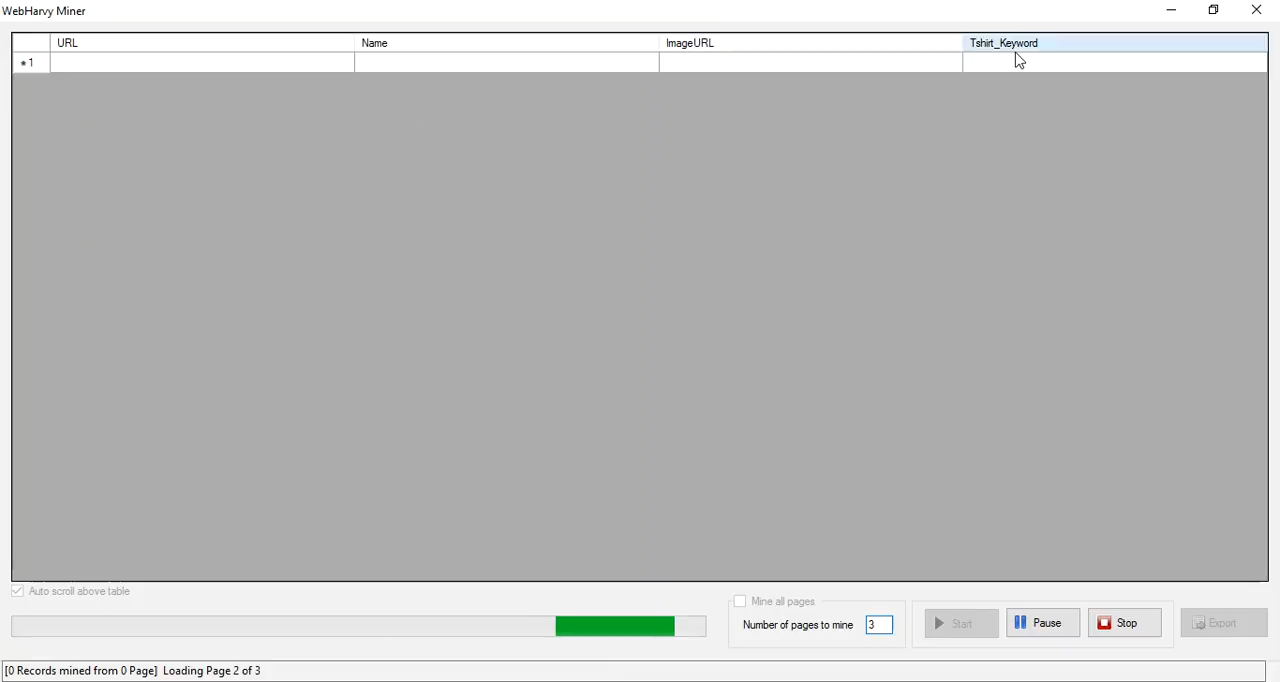 WebHarvy Miner
URL Name ImageURL Tshirt_Keyword
*1
Auto scroll above table
Mine all pages
Number of pages to mine 3
Start Pause Stop Export
[0 Records mined from 0 Page] Loading Page 2 of 3